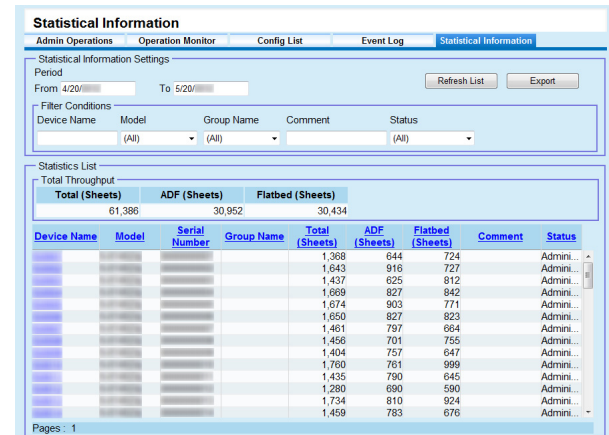 Statistical Information
Admin Operations Operation Monitor Config List Event Log Statistical Information
Statistical Information Settings
Period
From 4/20/ To 5/20/ Refresh List Export
Filter Conditions
Device Name Model Group Name Comment Status
(All) (All) (All)
Statistics List
Total Throughput
Total (Sheets) ADF (Sheets) Flatbed (Sheets)
61,386 30,952 30,434
Device Name Model Serial Number Group Name Total (Sheets) ADF (Sheets) Flatbed (Sheets) Comment Status
1,368 644 724 Admini...
1,643 916 727 Admini...
1,437 625 812 Admini...
1,669 827 842 Admini...
1,674 903 771 Admini...
1,650 827 823 Admini...
1,461 797 664 Admini...
1,456 701 755 Admini...
1,404 757 647 Admini...
1,760 761 999 Admini...
1,435 790 645 Admini...
1,280 690 590 Admini...
1,734 810 924 Admini...
1,459 783 676 Admini...
Pages : 1